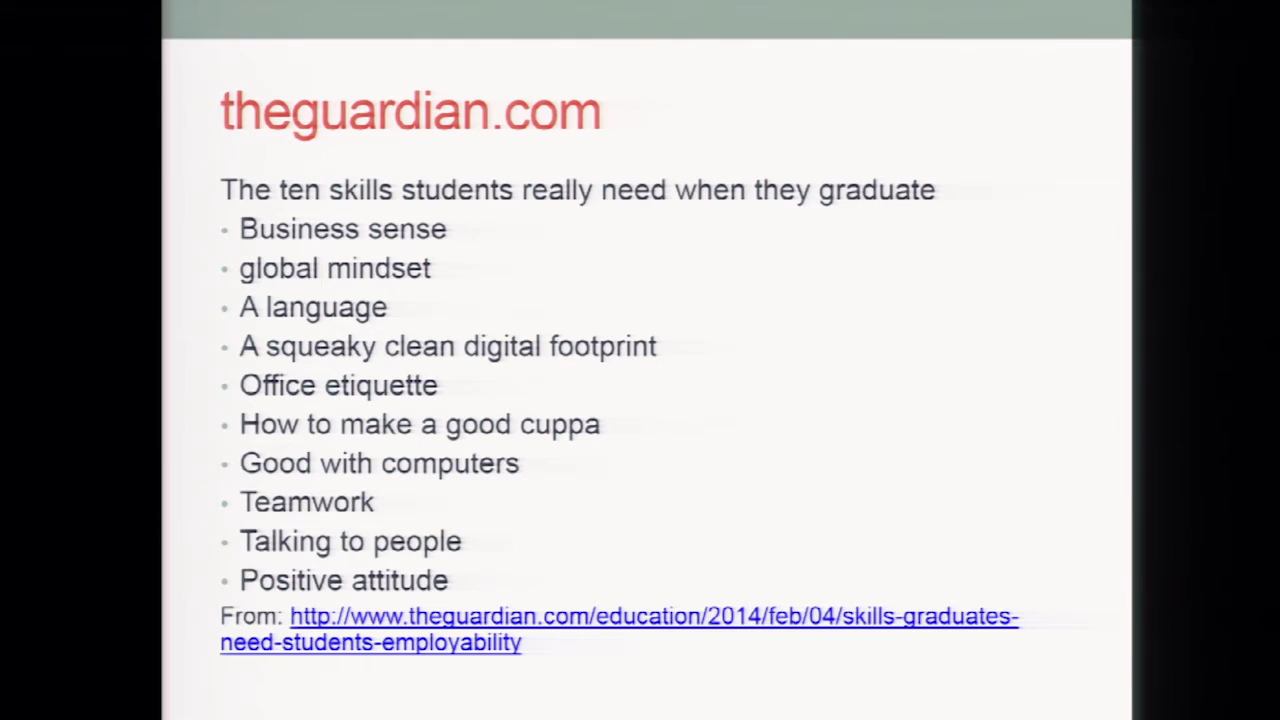 theguardian.com
The ten skills students really need when they graduate
• Business sense
• global mindset
• A language
• A squeaky clean digital footprint
• Office etiquette
• How to make a good cuppa
• Good with computers
• Teamwork
• Talking to people
• Positive attitude
From: http://www.theguardian.com/education/2014/feb/04/skills-graduates-
need-students-employability